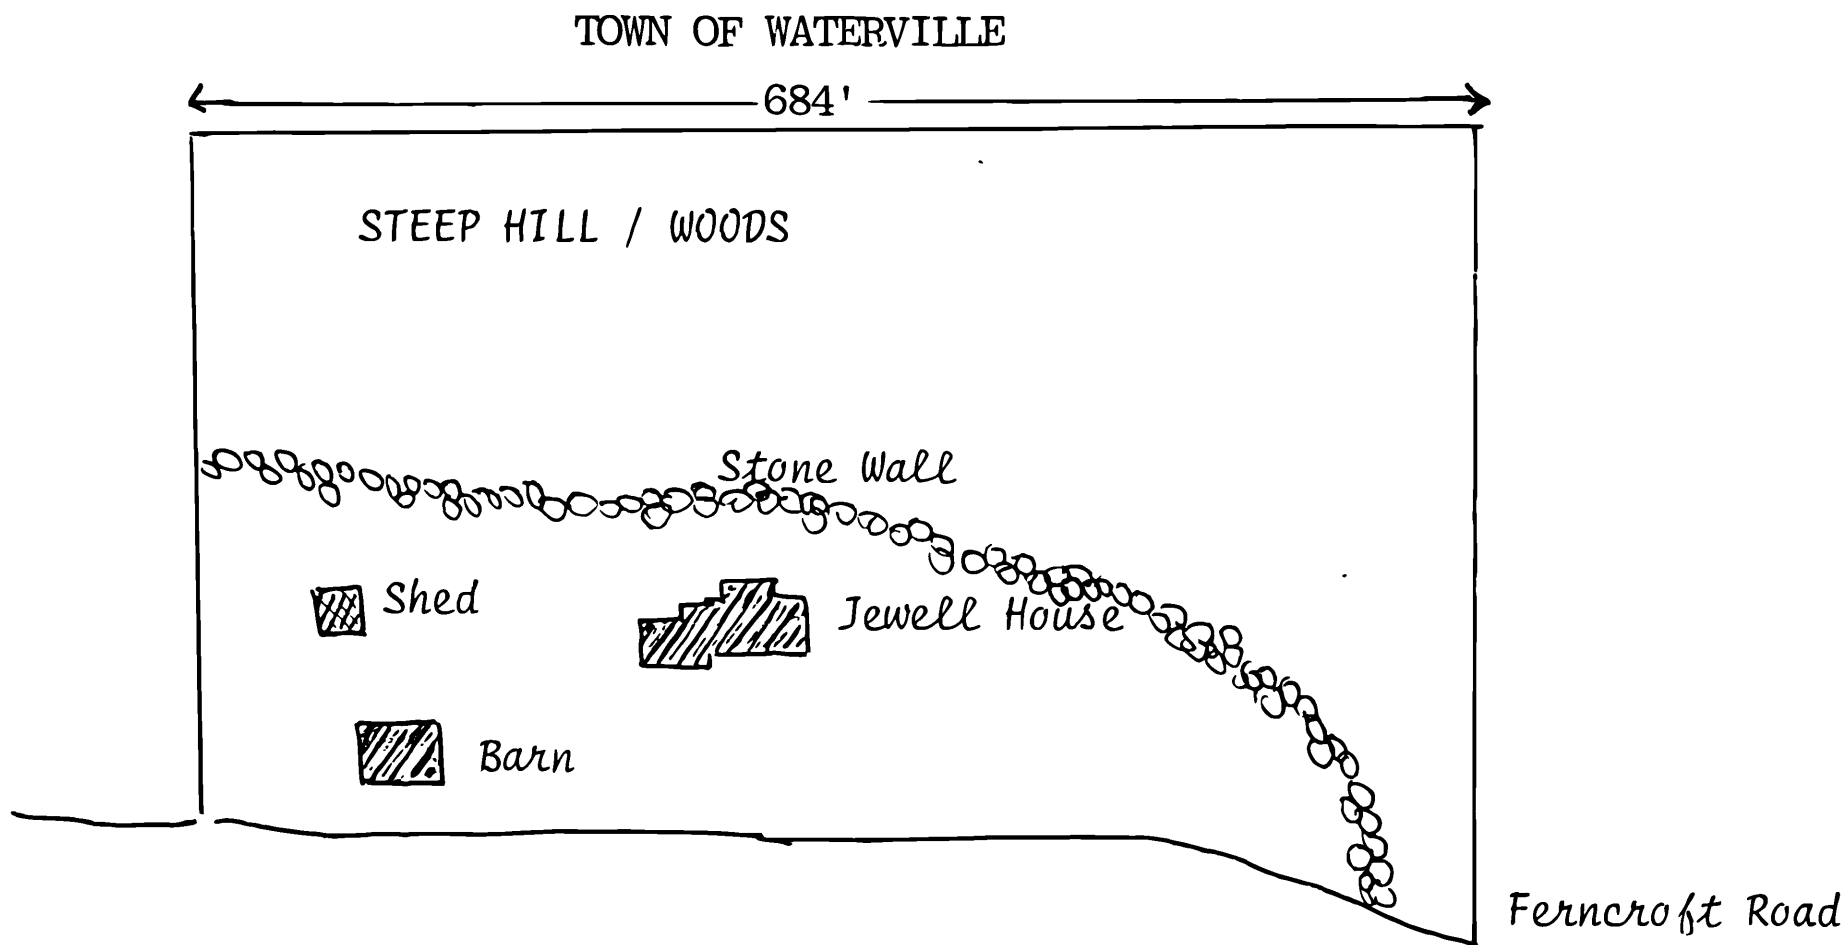 TOWN OF WATERVILLE
684'
STEEP HILL / WOODS
Stone Wall
Shed
Jewell House
Barn
Ferncroft Road